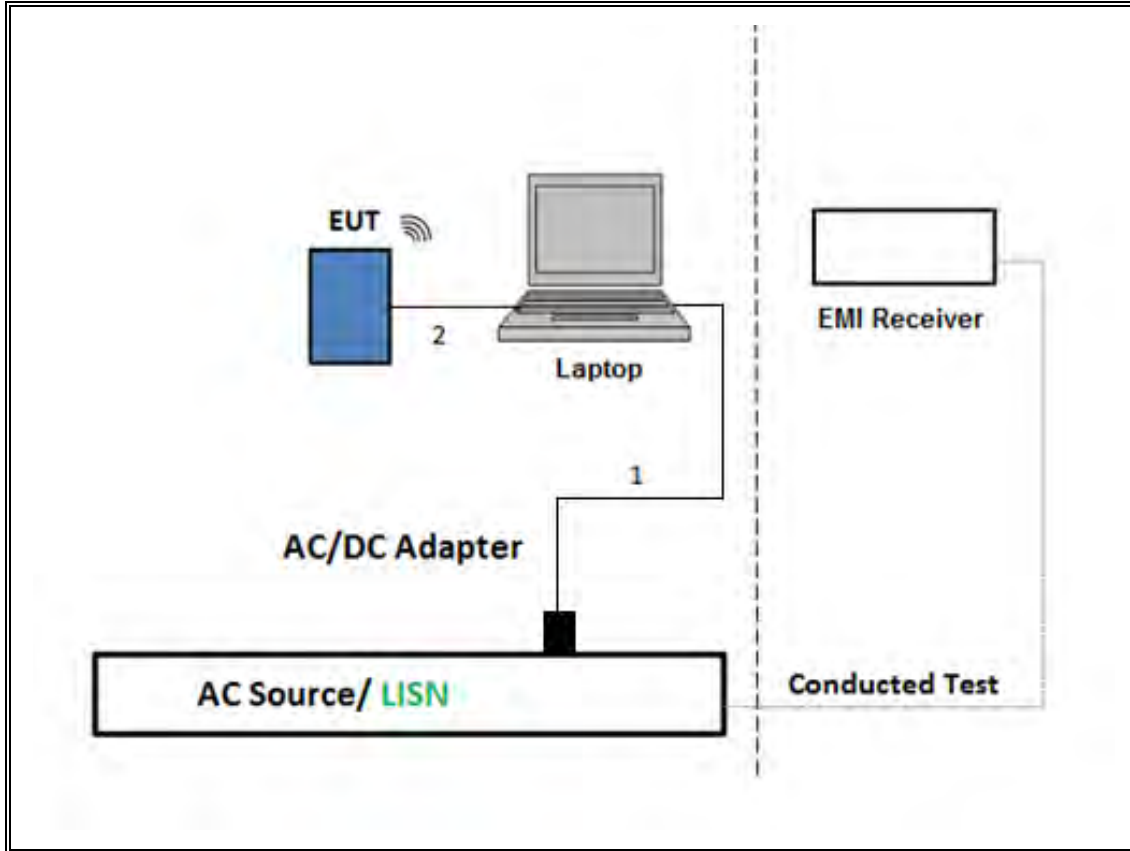 EUT
EMI Receiver
2
Laptop
1
AC/DC Adapter
AC Source/ LISN
Conducted Test